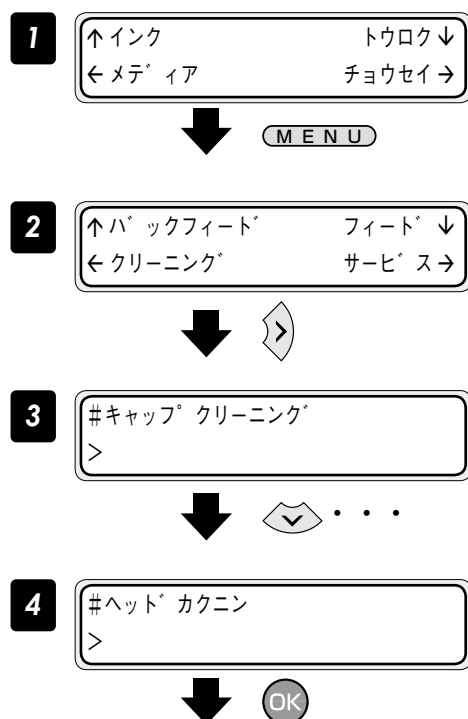 1
↑インク トウロク↓
←メディア チョウセイ→
MENU
2
↑バックフィード フィード↓
←クリーニング サービス→
>
3
#キャップ クリーニング
>
・・・
4
#ヘッド カクニン
>
OK